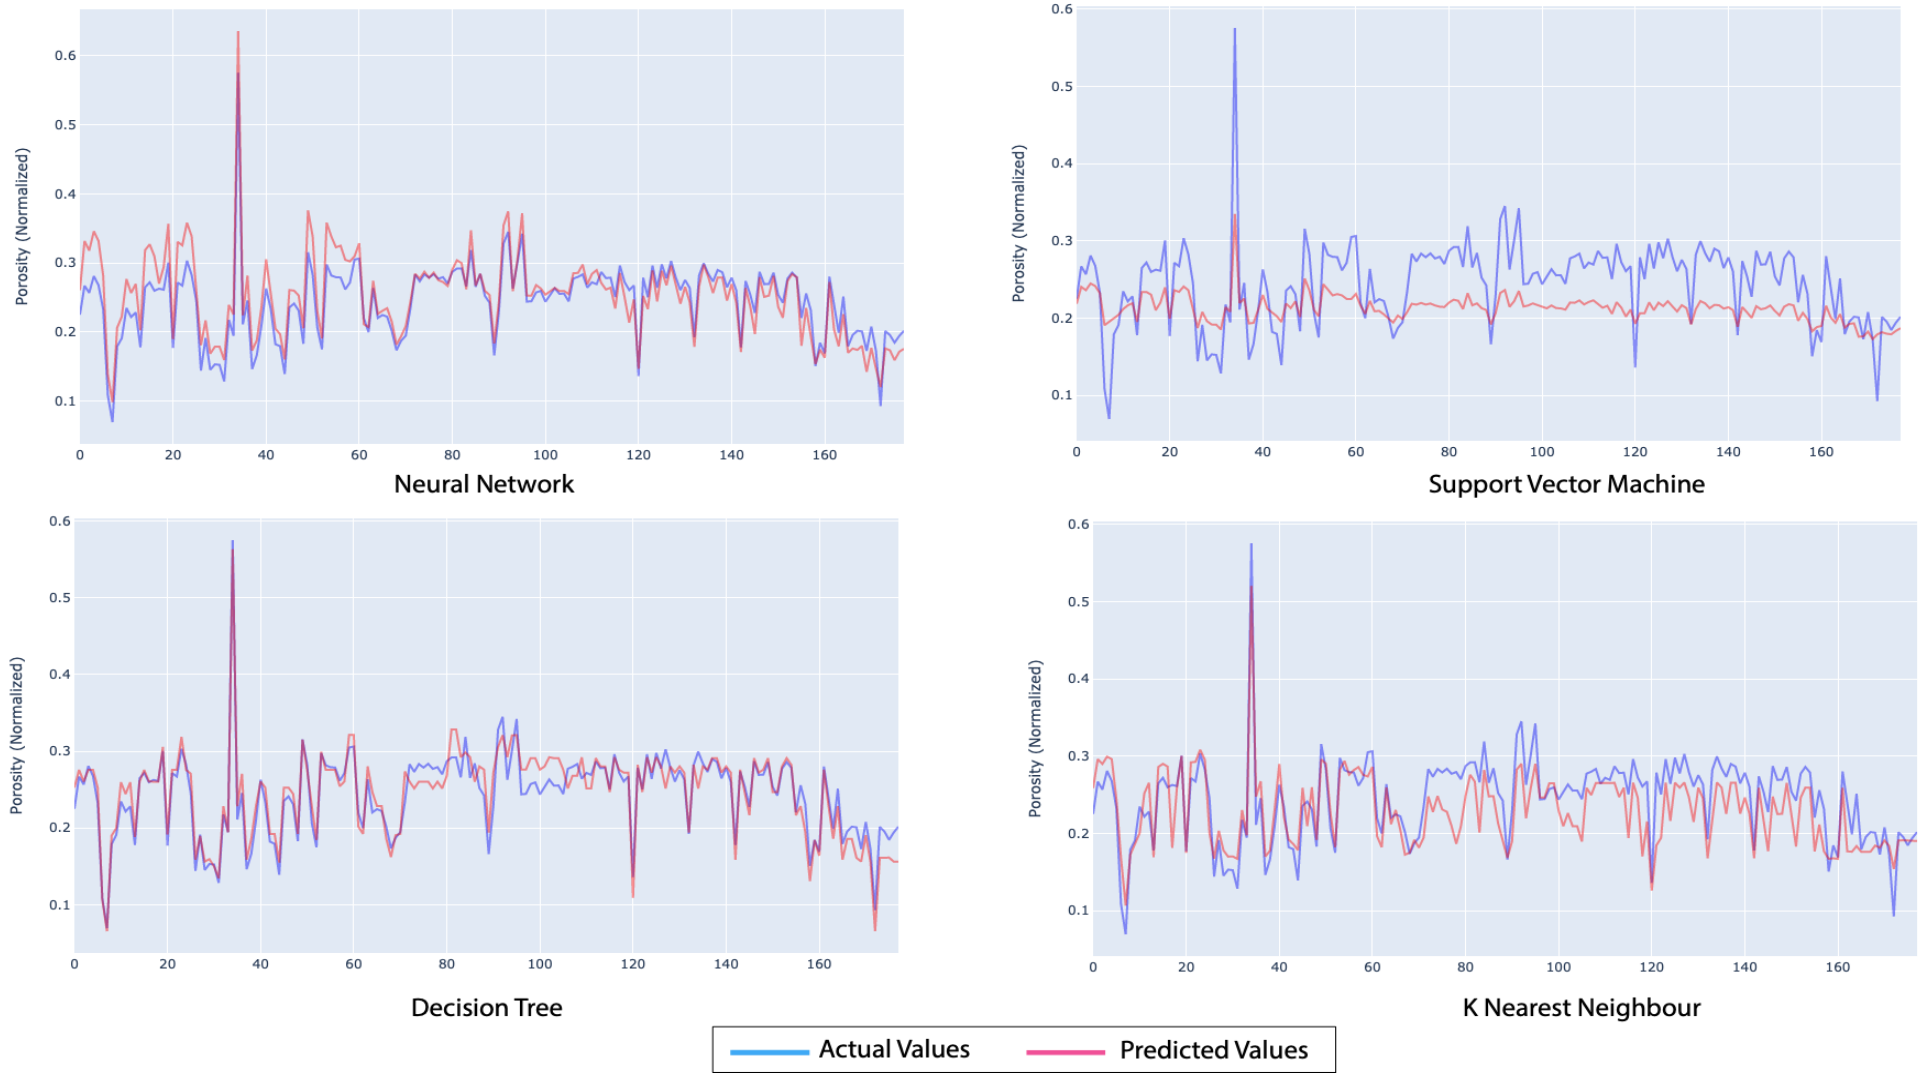 Porosity (Normalized)
0.6
0.5
0.4
0.3
0.2
0.1
0 20 40 60 80 100 120 140 160
Neural Network
Porosity (Normalized)
0.6
0.5
0.4
0.3
0.2
0.1
0 20 40 60 80 100 120 140 160
Support Vector Machine
Porosity (Normalized)
0.6
0.5
0.4
0.3
0.2
0.1
0 20 40 60 80 100 120 140 160
Decision Tree
Porosity (Normalized)
0.6
0.5
0.4
0.3
0.2
0.1
0 20 40 60 80 100 120 140 160
K Nearest Neighbour
Actual Values Predicted Values